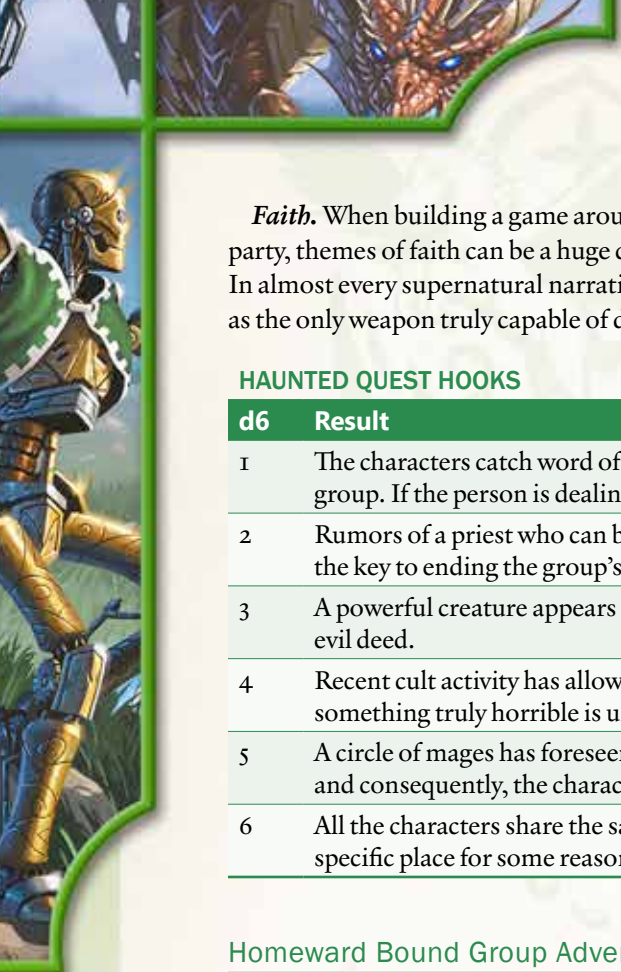 Faith. When building a game arou
party, themes of faith can be a huge
In almost every supernatural narrati
as the only weapon truly capable of
HAUNTED QUEST HOOKS
d6 Result
1 The characters catch word of
group. If the person is dealin
2 Rumors of a priest who can b
the key to ending the group's
3 A powerful creature appears
evil deed.
4 Recent cult activity has allow
something truly horrible is u
5 A circle of mages has foreseen
and consequently, the charac
6 All the characters share the sa
specific place for some reason
Homeward Bound Group Adve